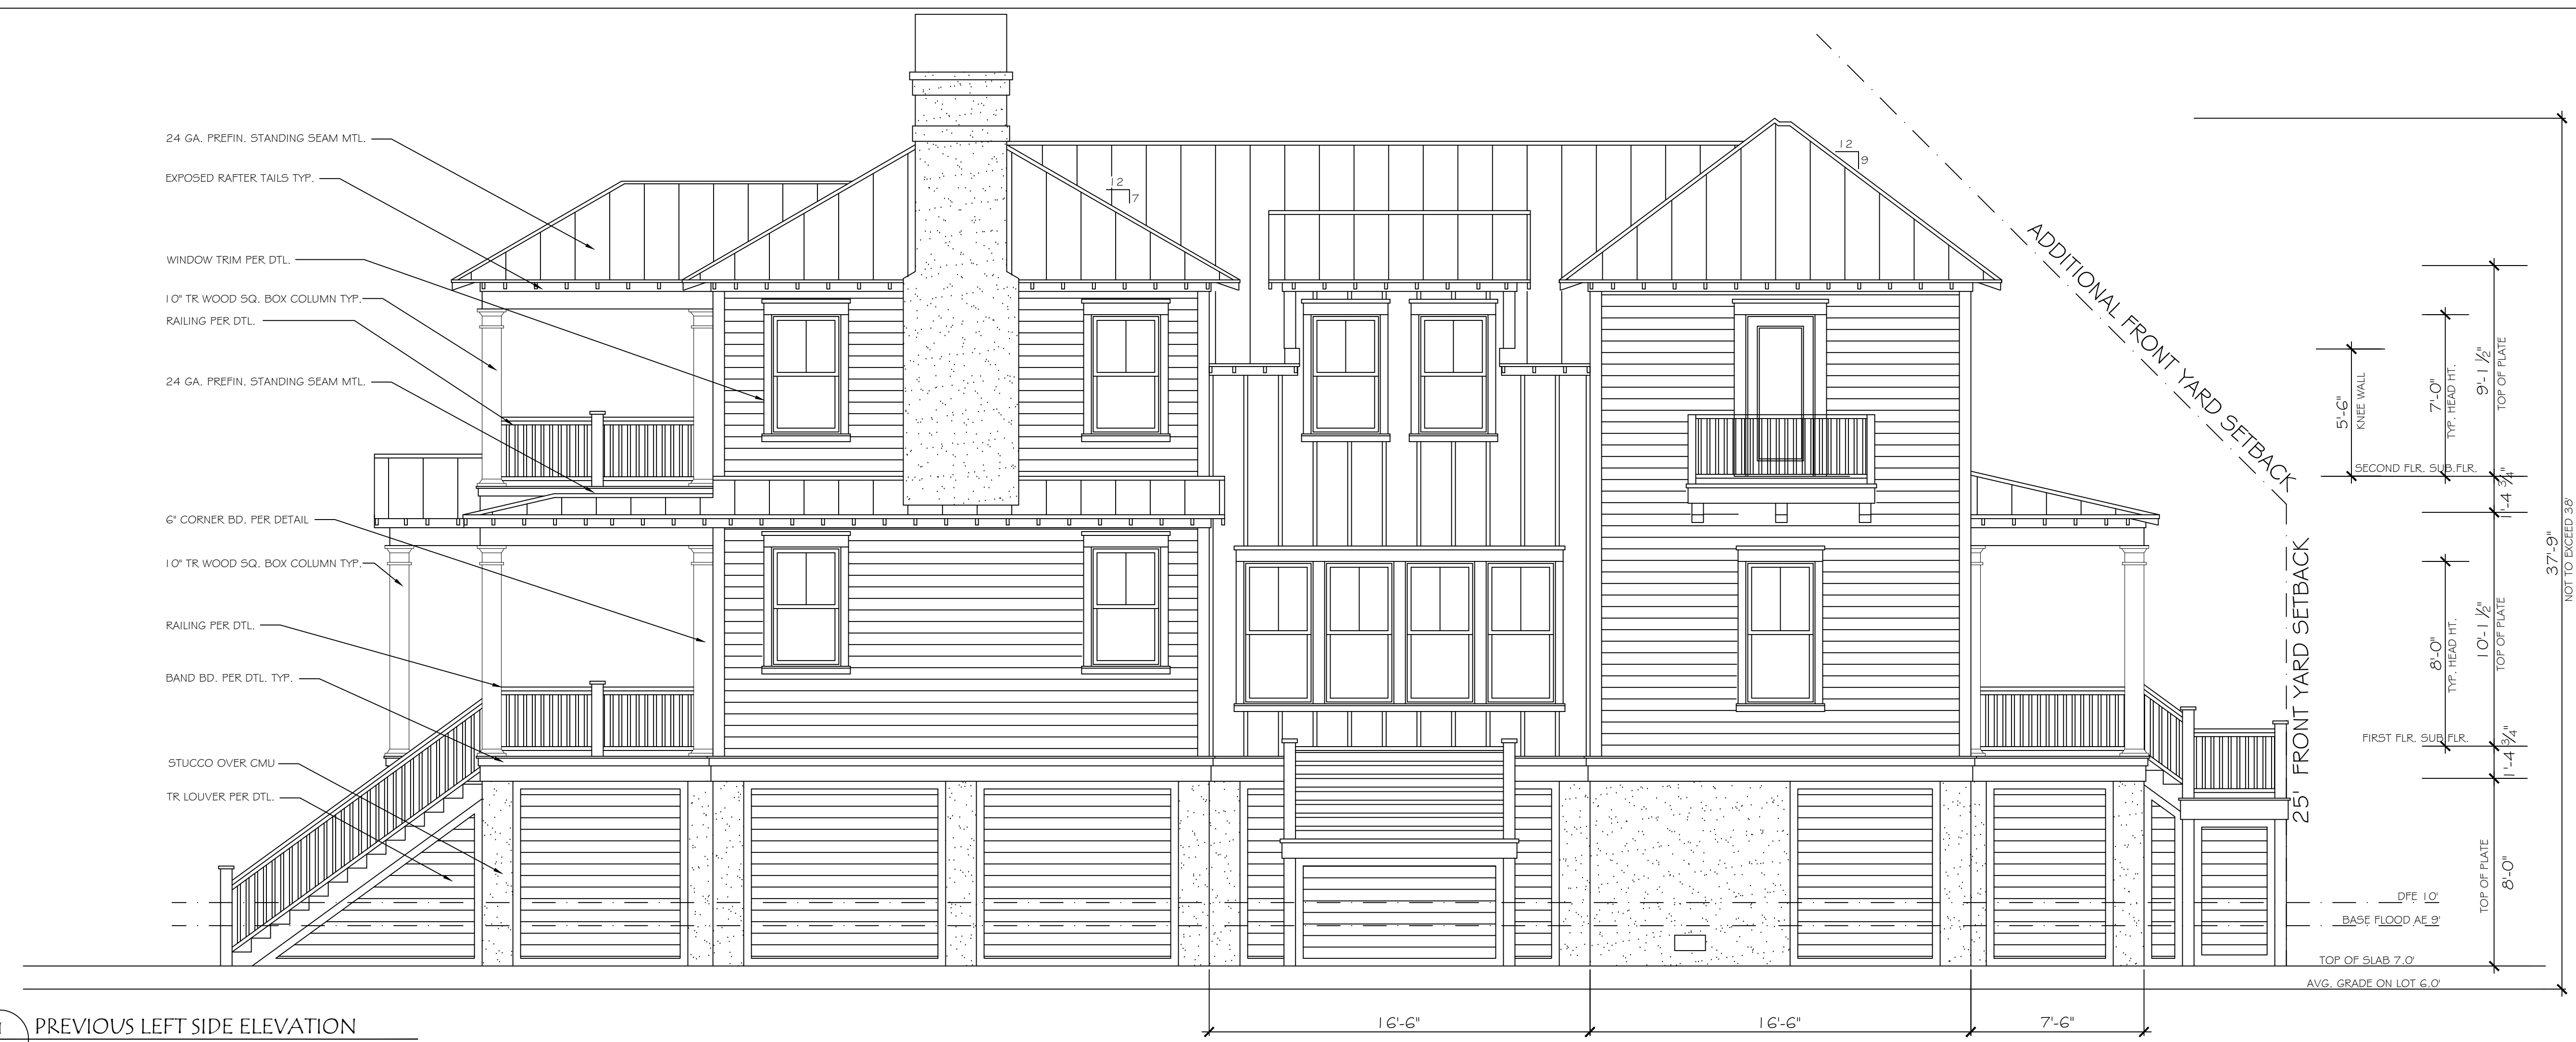 24 GA. PREFIN. STANDING SEAM MTL.
EXPOSED RAFTER TAILS TYP.
WINDOW TRIM PER DTL.
10" TR WOOD SQ. BOX COLUMN TYP.
RAILING PER DTL.
24 GA. PREFIN. STANDING SEAM MTL.
6" CORNER BD. PER DETAIL
10" TR WOOD SQ. BOX COLUMN TYP.
RAILING PER DTL.
BAND BD. PER DTL. TYP.
STUCCO OVER CMU
TR LOUVER PER DTL.
12
7
12
9
ADDITIONAL FRONT YARD SETBACK
25' FRONT YARD SETBACK
5'-6"
KNEE WALL
7'-0"
TYP. HEAD HT.
9'-1 1/2"
TOP OF PLATE
SECOND FLR. SUB.FLR.
1'-4 3/4"
8'-0"
TYP. HEAD HT.
10'-1 1/2"
TOP OF PLATE
FIRST FLR. SUB.FLR.
1'-4 3/4"
TOP OF PLATE
8'-0"
37'-9"
NOT TO EXCEED 38'
DFE 10'
BASE FLOOD AE 9'
TOP OF SLAB 7.0'
AVG. GRADE ON LOT 6.0'
16'-6"
16'-6"
7'-6"
PREVIOUS LEFT SIDE ELEVATION